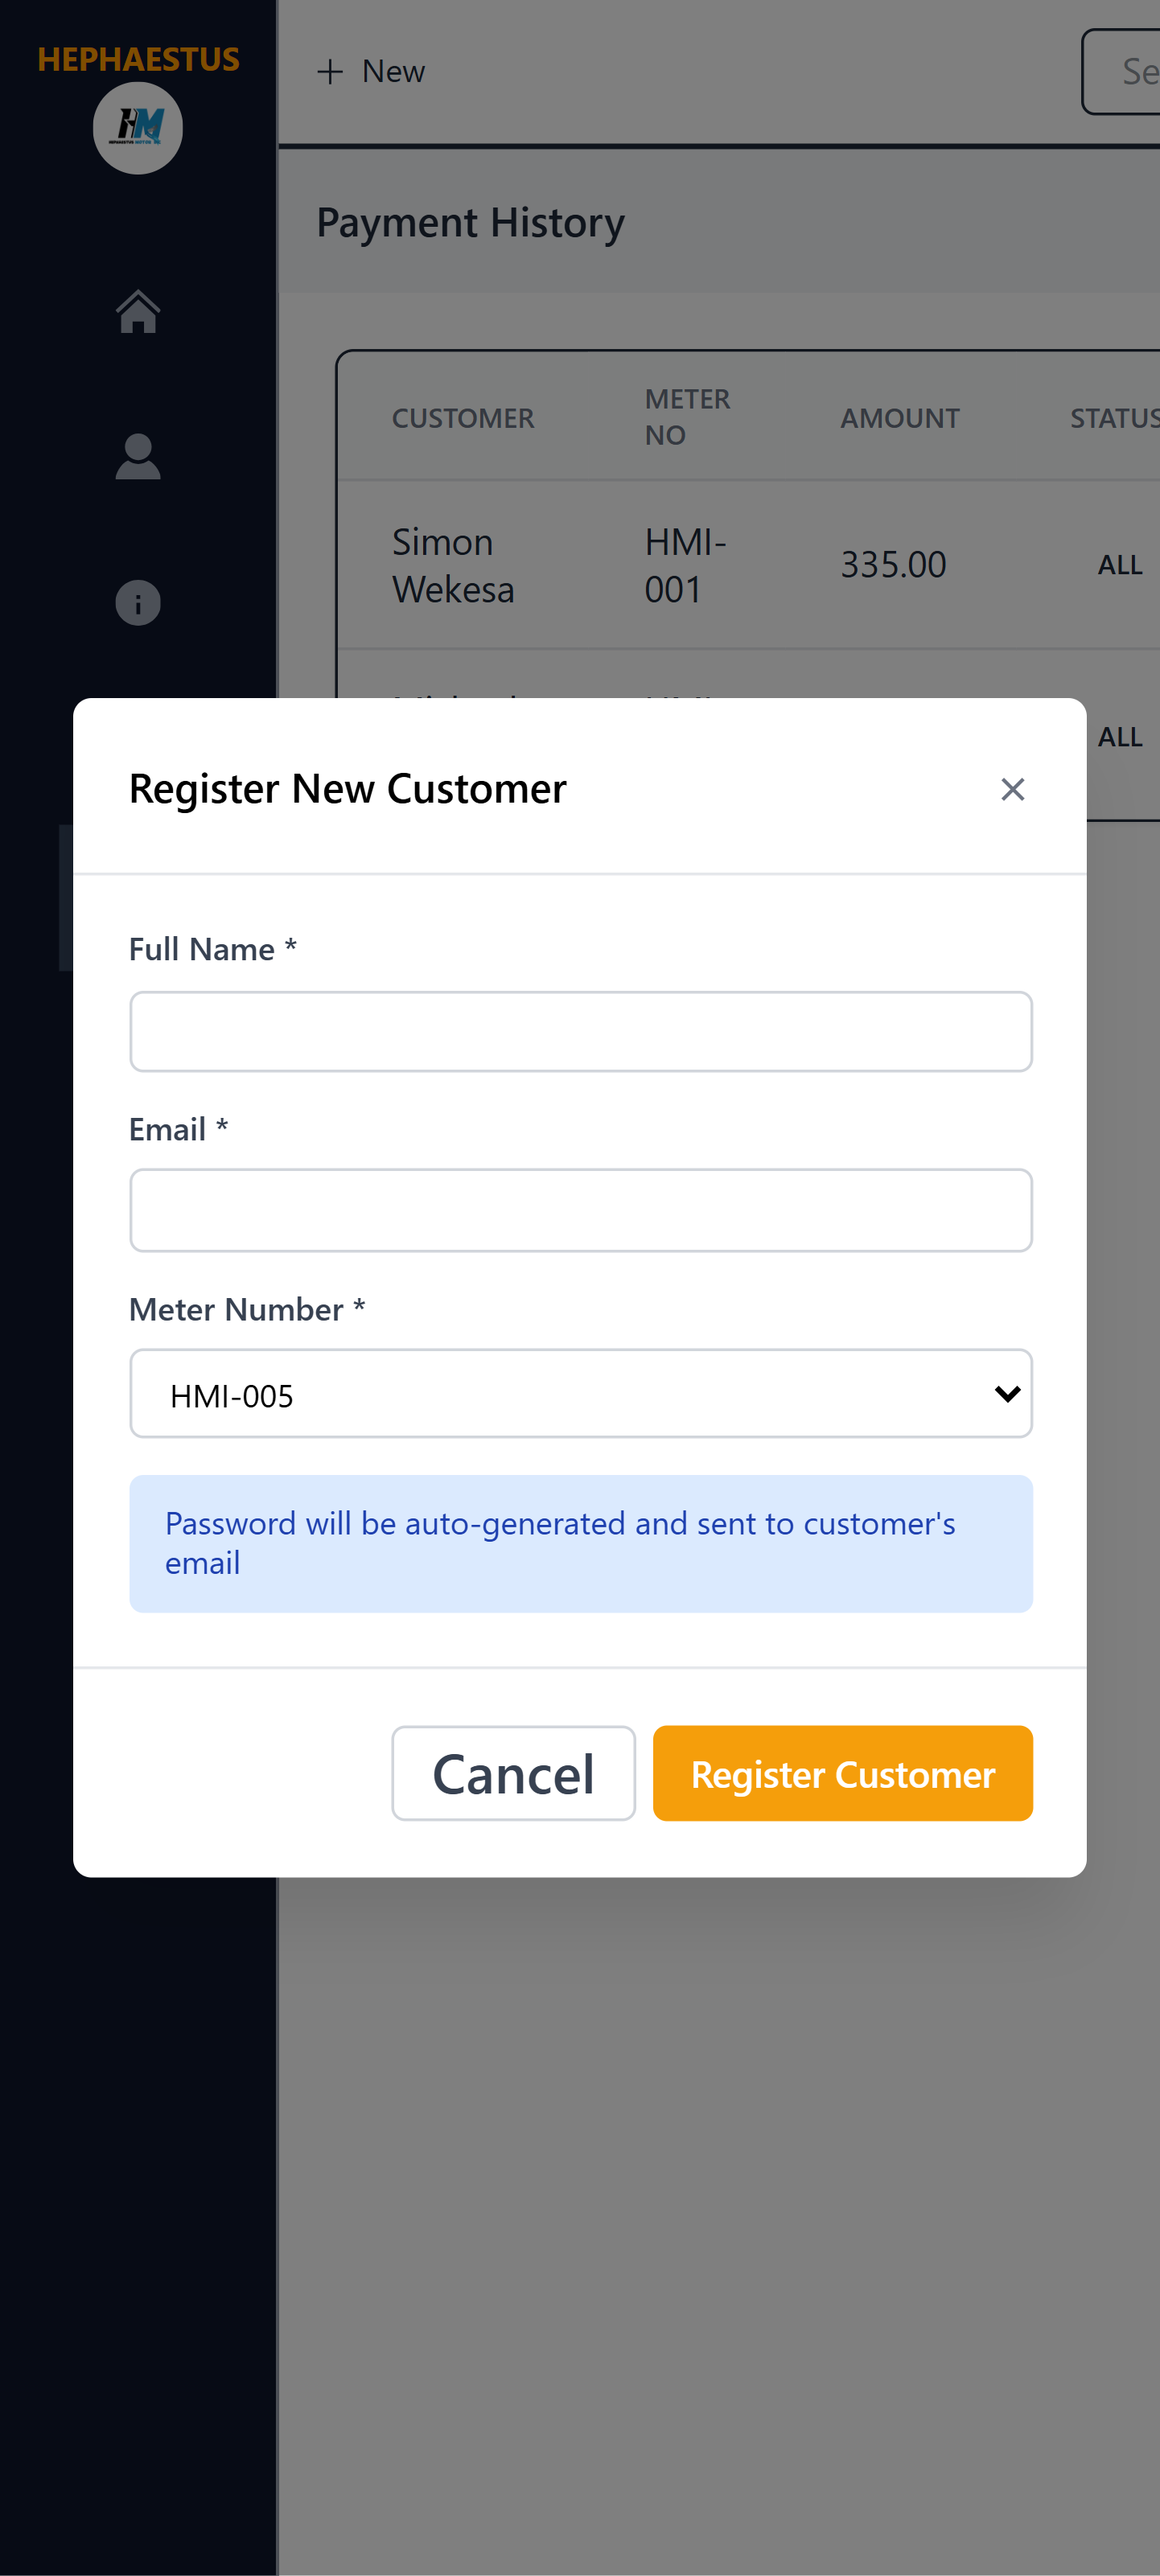 HEPHAESTUS
HM
New
Se
Payment History
CUSTOMER
METER
NO
AMOUNT
STATUS
Simon
Wekesa
HMI-
001
335.00
ALL
ALL
Register New Customer
Full Name *
Email *
Meter Number *
HMI-005
Password will be auto-generated and sent to customer's
email
Cancel
Register Customer